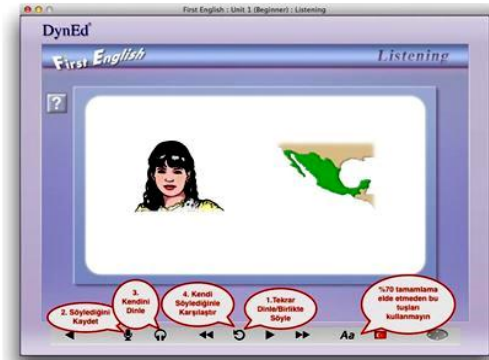 First English : Unit 1 (Beginner) : Listening
DynEd®
First English
Listening
?
2. Söylediğini
Kaydet
3.
Kendini
Dinle
4. Kendi
Söylediğinle
Karşılaştır
1.Tekrar
Dinle/Birlikte
Söyle
%70 tamamlama
elde etmeden bu
tuşları
kullanmayın
Aa